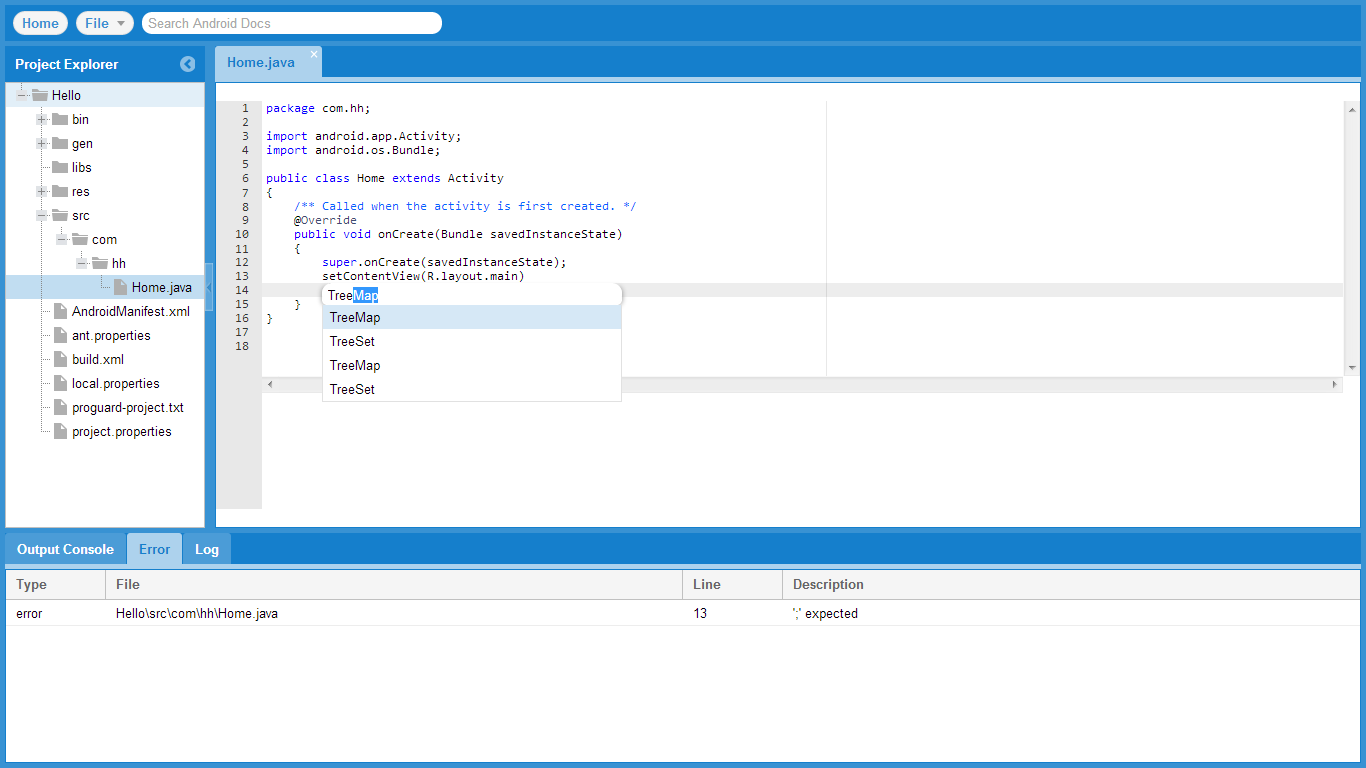 Home File Search Android Docs
Project Explorer
Hello
bin
gen
libs
res
src
com
hh
Home.java
AndroidManifest.xml
ant.properties
build.xml
local.properties
proguard-project.txt
project.properties
Home.java ×
1 package com.hh;
2
3 import android.app.Activity;
4 import android.os.Bundle;
5
6 public class Home extends Activity
7 {
8 /** Called when the activity is first created. */
9 @Override
10 public void onCreate(Bundle savedInstanceState)
11 {
12 super.onCreate(savedInstanceState);
13 setContentView(R.layout.main)
14 TreeMap
15 }
16 }
17
18
TreeMap
TreeSet
TreeMap
TreeSet
Output Console Error Log
Type File Line Description
error Hello\src\com\hh\Home.java 13 ';' expected